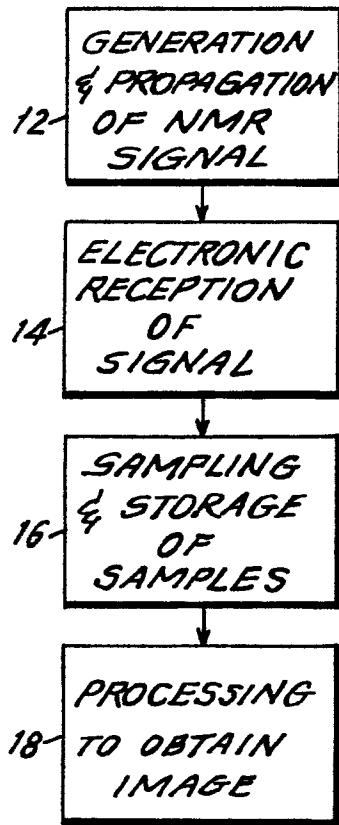 GENERATION
& PROPAGATION
12 OF NMR
SIGNAL
ELECTRONIC
RECEPTION
14 OF
SIGNAL
SAMPLING
& STORAGE
16 OF
SAMPLES
PROCESSING
18 TO OBTAIN
IMAGE